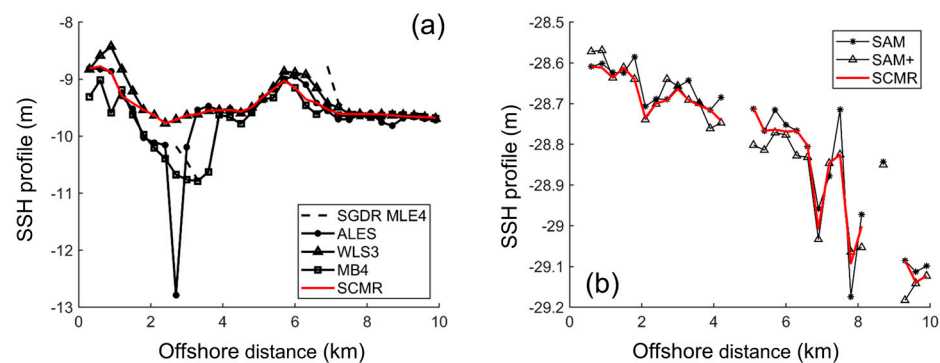 (a)
SSH profile (m)
-8
-9
-10
-11
-12
-13
SGDR MLE4
ALES
WLS3
MB4
SCMR
0 2 4 6 8 10
Offshore distance (km)
SSH profile (m)
-28.5
-28.6
-28.7
-28.8
-28.9
-29
-29.1
-29.2
SAM
SAM+
SCMR
(b)
0 2 4 6 8 10
Offshore distance (km)